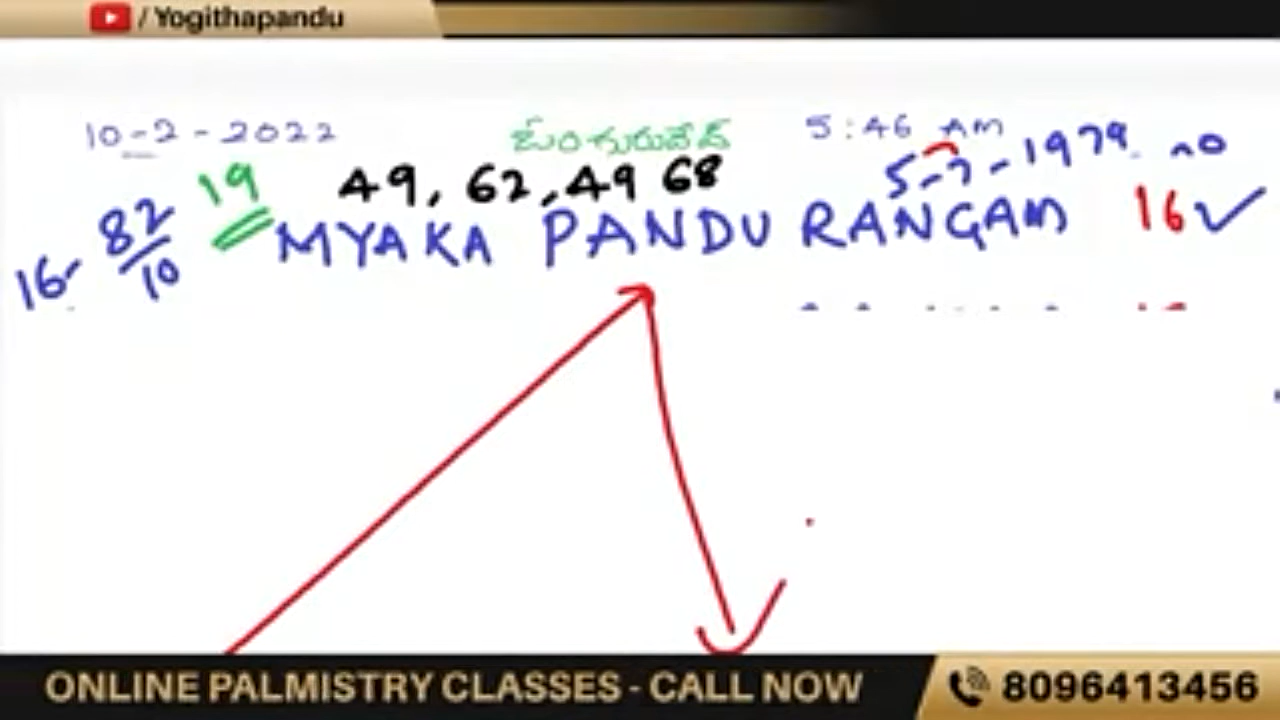 / Yogithapandu
10-2-2022 ఓంగురువేద 5:46 AM
19 49, 62, 49 68 5-7-1979. no
16- 82/10 MYAKA PANDU RANGAM 16✓
ONLINE PALMISTRY CLASSES - CALL NOW 8096413456